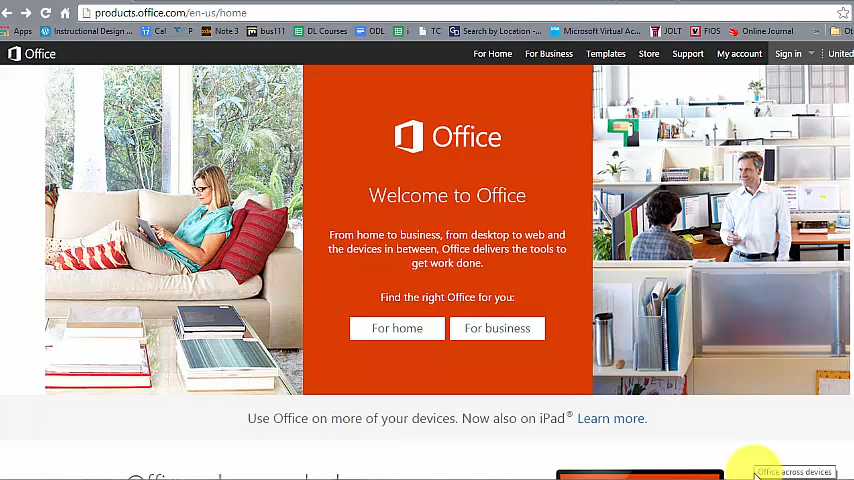 products.office.com/en-us/home
Apps Instructional Design ... Cal P Note 3 bus111 DL Courses ODL i TC Search by Location -... Microsoft Virtual Ac... JOLT FIOS Online Journal »
Office For Home For Business Templates Store Support My account Sign in United
Office
Welcome to Office
From home to business, from desktop to web and
the devices in between, Office delivers the tools to
get work done.
Find the right Office for you:
For home For business
Use Office on more of your devices. Now also on iPad® Learn more.
Office across devices